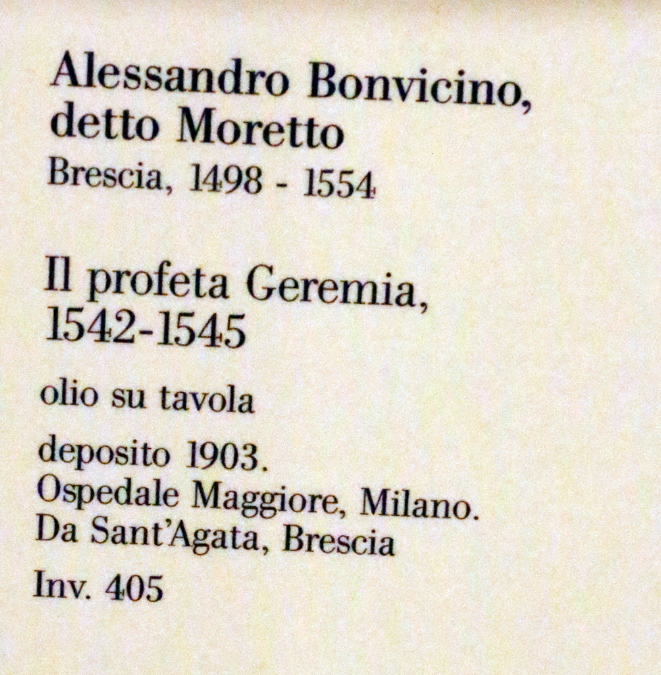 Alessandro Bonvicino,
detto Moretto
Brescia, 1498 - 1554
Il profeta Geremia,
1542-1545
olio su tavola
deposito 1903.
Ospedale Maggiore, Milano.
Da Sant'Agata, Brescia
Inv. 405